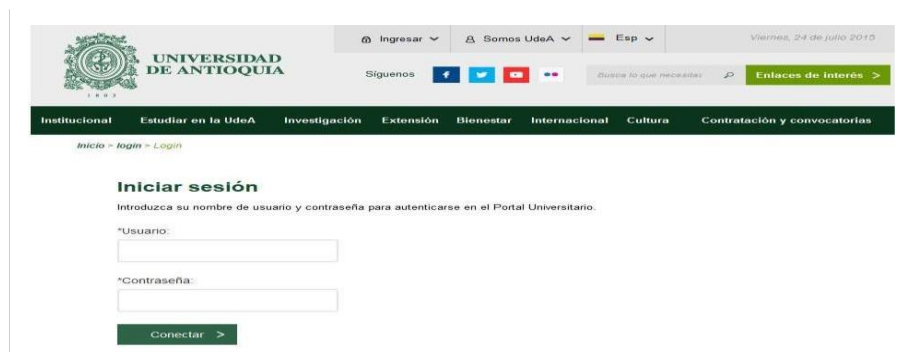 Ingresar
Somos UdeA
Esp
Viernes, 24 de julio 2015
UNIVERSIDAD
DE ANTIOQUIA
1803
Síguenos
Busca lo que necesitas
Enlaces de interés >
Institucional
Estudiar en la UdeA
Investigación
Extensión
Bienestar
Internacional
Cultura
Contratación y convocatorias
Inicio > login > Login
Iniciar sesión
Introduzca su nombre de usuario y contraseña para autenticarse en el Portal Universitario.
*Usuario:
*Contraseña:
Conectar >